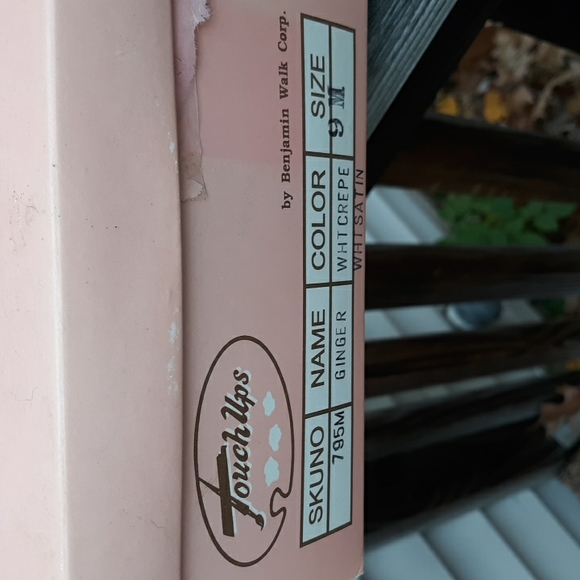 Touch Ups
by Benjamin Walk Corp.
SKUNO NAME COLOR SIZE
795M GINGER WHTCREPE 9 M
WHTSATIN